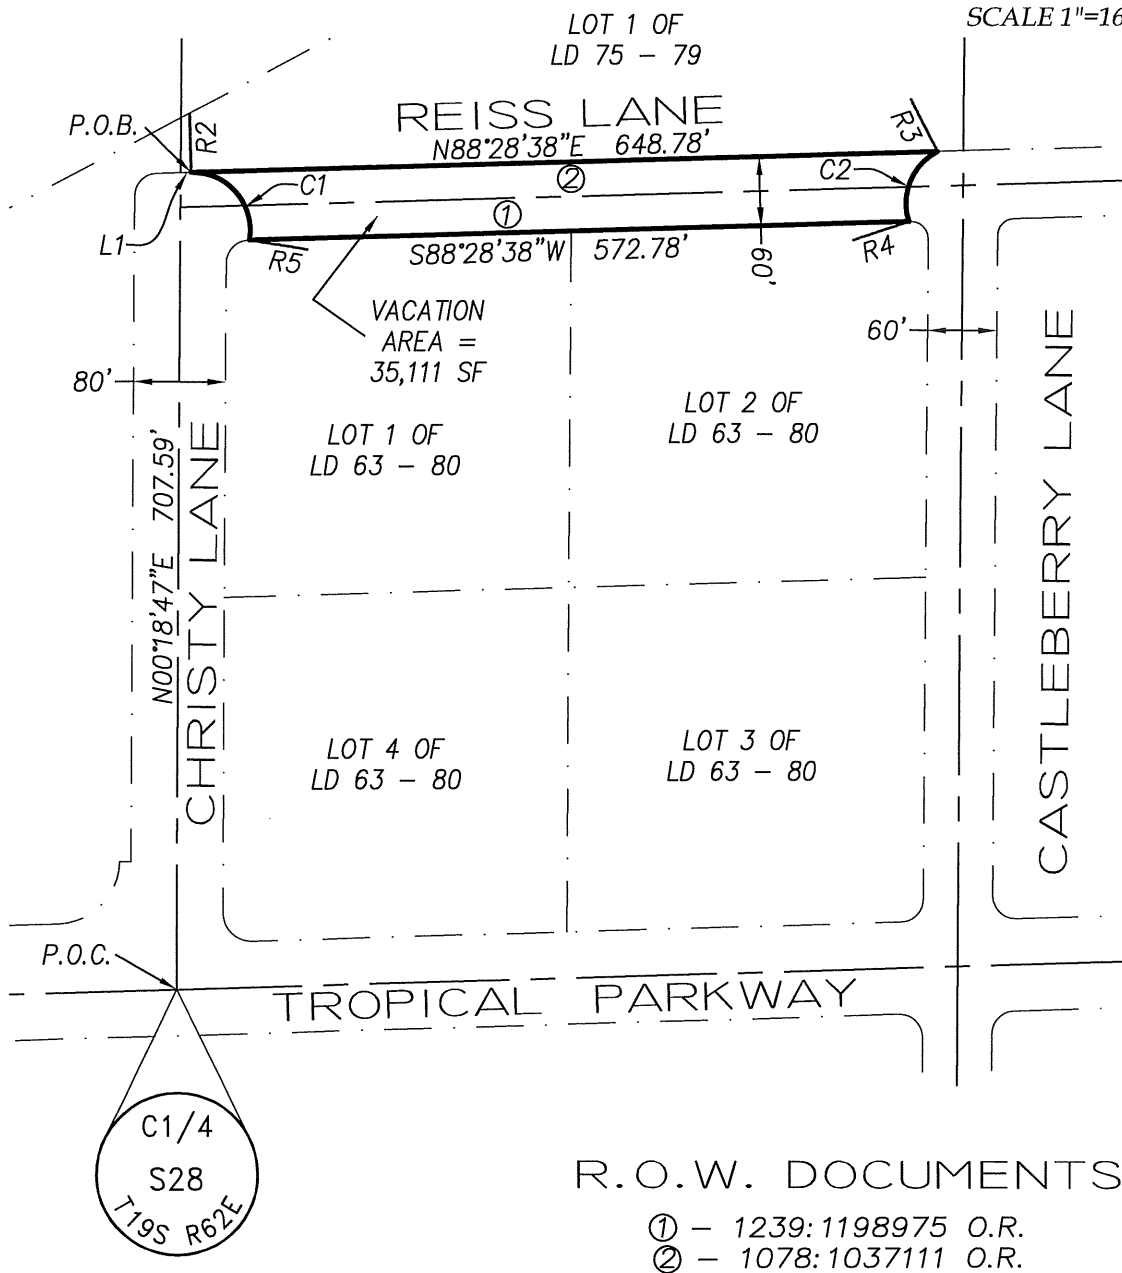 SCALE 1"=16
LOT 1 OF
LD 75 – 79
REISS LANE
P.O.B.
R2
R3
N88°28'38"E 648.78'
C1
②
C2
①
L1
R5
S88°28'38"W 572.78'
60'
R4
VACATION
AREA =
35,111 SF
60'
80'
LOT 1 OF
LD 63 – 80
LOT 2 OF
LD 63 – 80
N00°18'47"E 707.59'
CHRISTY LANE
CASTLEBERRY LANE
LOT 4 OF
LD 63 – 80
LOT 3 OF
LD 63 – 80
P.O.C.
TROPICAL PARKWAY
C1/4
S28
T19S R62E
R.O.W. DOCUMENTS
① – 1239:1198975 O.R.
② – 1078:1037111 O.R.